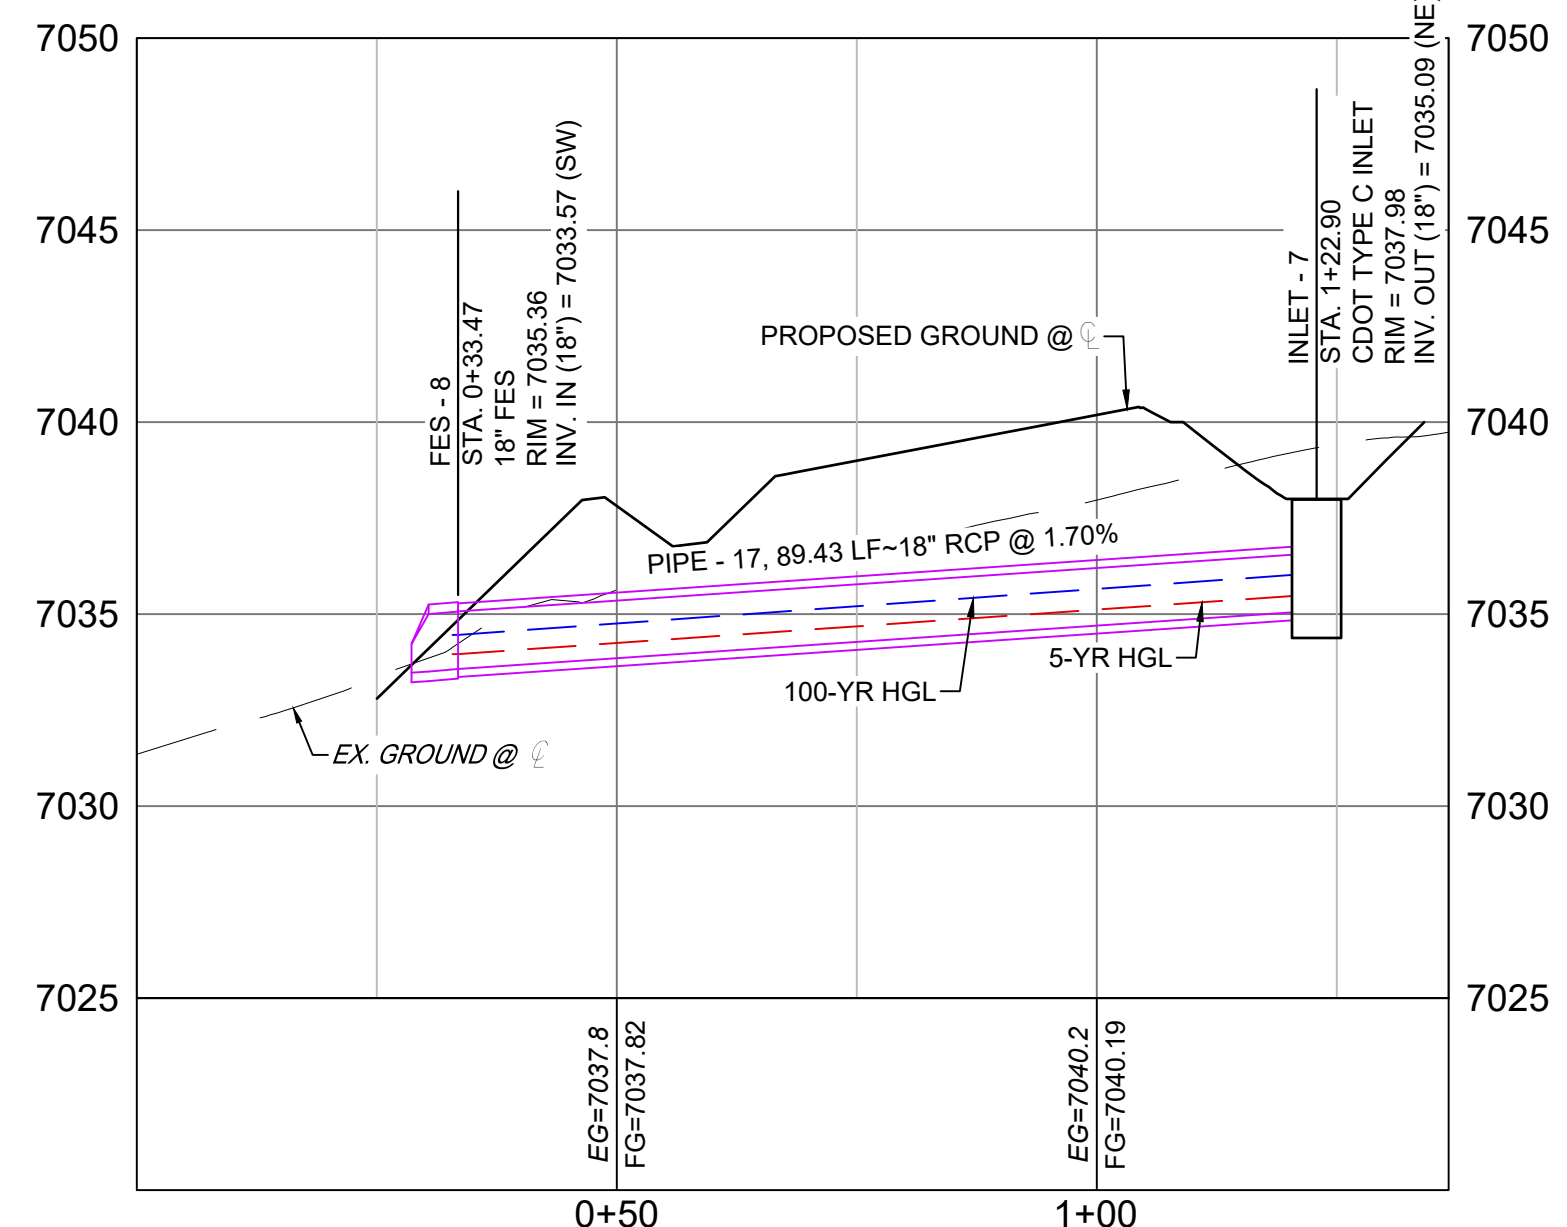 7050
7045
7040
7035
7030
7025
7050
7045
7040
7035
7030
7025
FES - 8
STA. 0+33.47
18" FES
RIM = 7035.36
INV. IN (18") = 7033.57 (SW)
INLET - 7
STA. 1+22.90
CDOT TYPE C INLET
RIM = 7037.98
INV. OUT (18") = 7035.09 (NE)
PROPOSED GROUND @ ℄
PIPE - 17, 89.43 LF~18" RCP @ 1.70%
5-YR HGL
100-YR HGL
EX. GROUND @ ℄
EG=7037.8
FG=7037.82
EG=7040.2
FG=7040.19
0+50
1+00